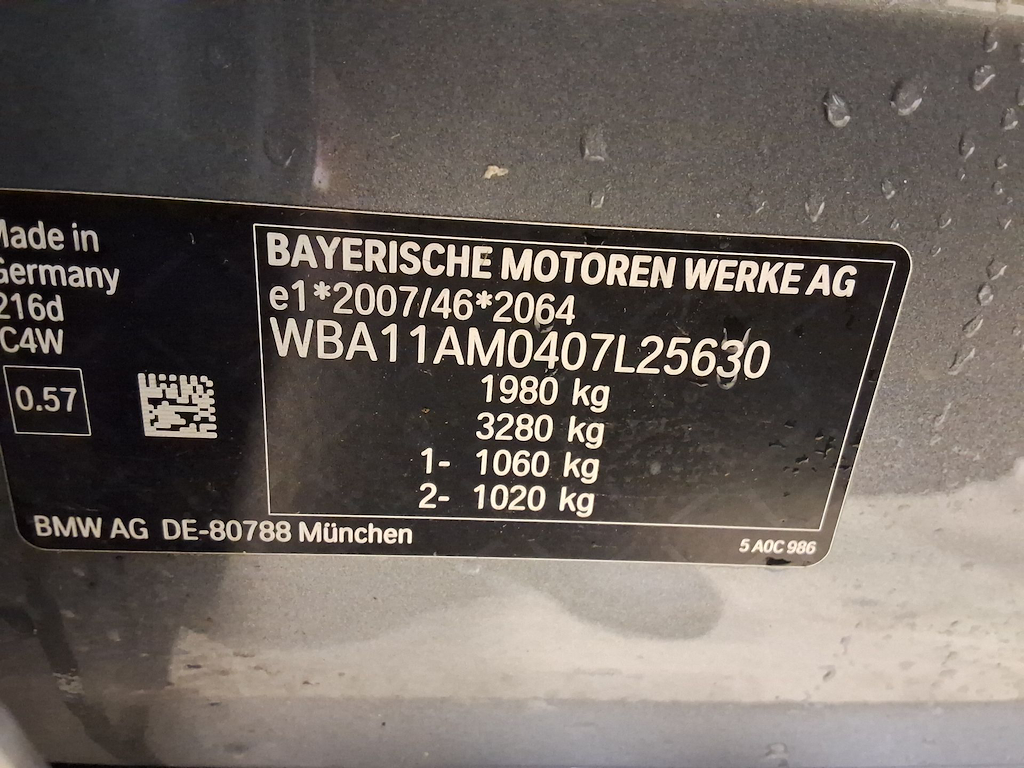 Made in
Germany
216d
C4W
0.57
BMW AG DE-80788 München
BAYERISCHE MOTOREN WERKE AG
e1*2007/46*2064
WBA11AM0407L25630
1980 kg
3280 kg
1- 1060 kg
2- 1020 kg
5 A0C 986